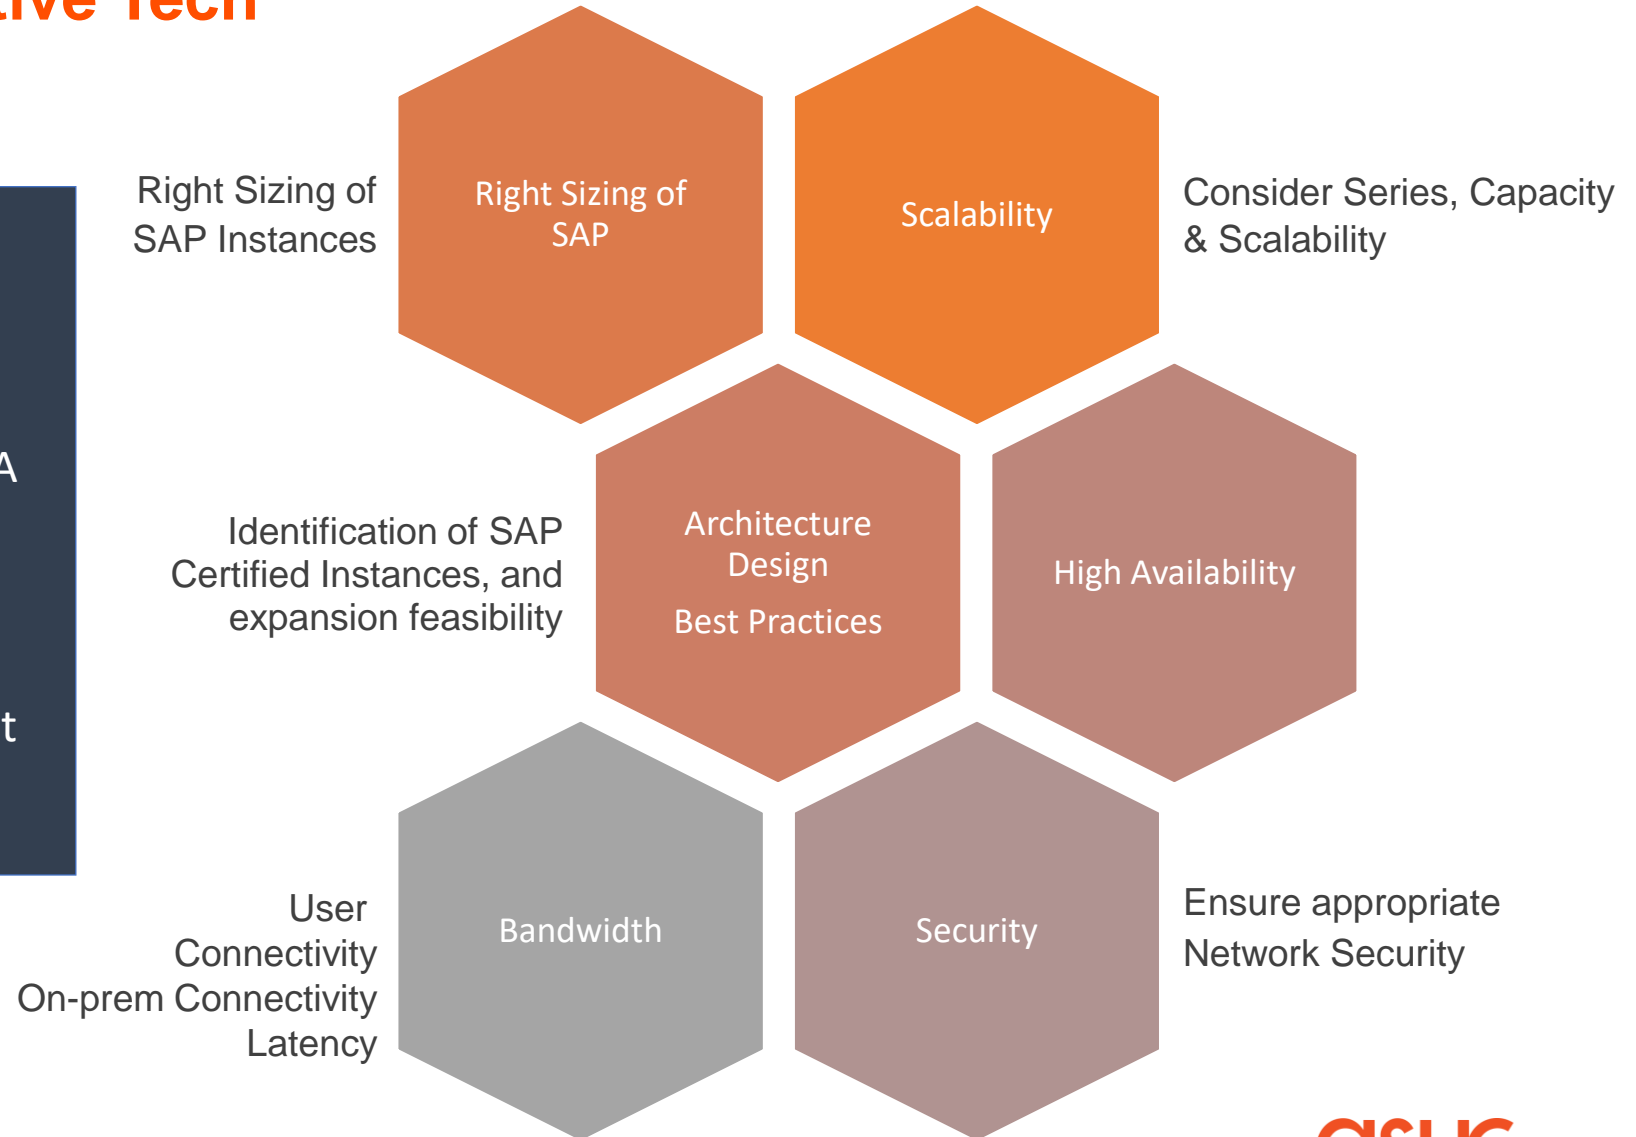 Tech
Right Sizing of
SAP Instances
Right Sizing of
SAP
Scalability
Consider Series, Capacity
& Scalability
A
Identification of SAP
Certified Instances, and
expansion feasibility
Architecture
Design
Best Practices
High Availability
t
User
Connectivity
On-prem Connectivity
Latency
Bandwidth
Security
Ensure appropriate
Network Security